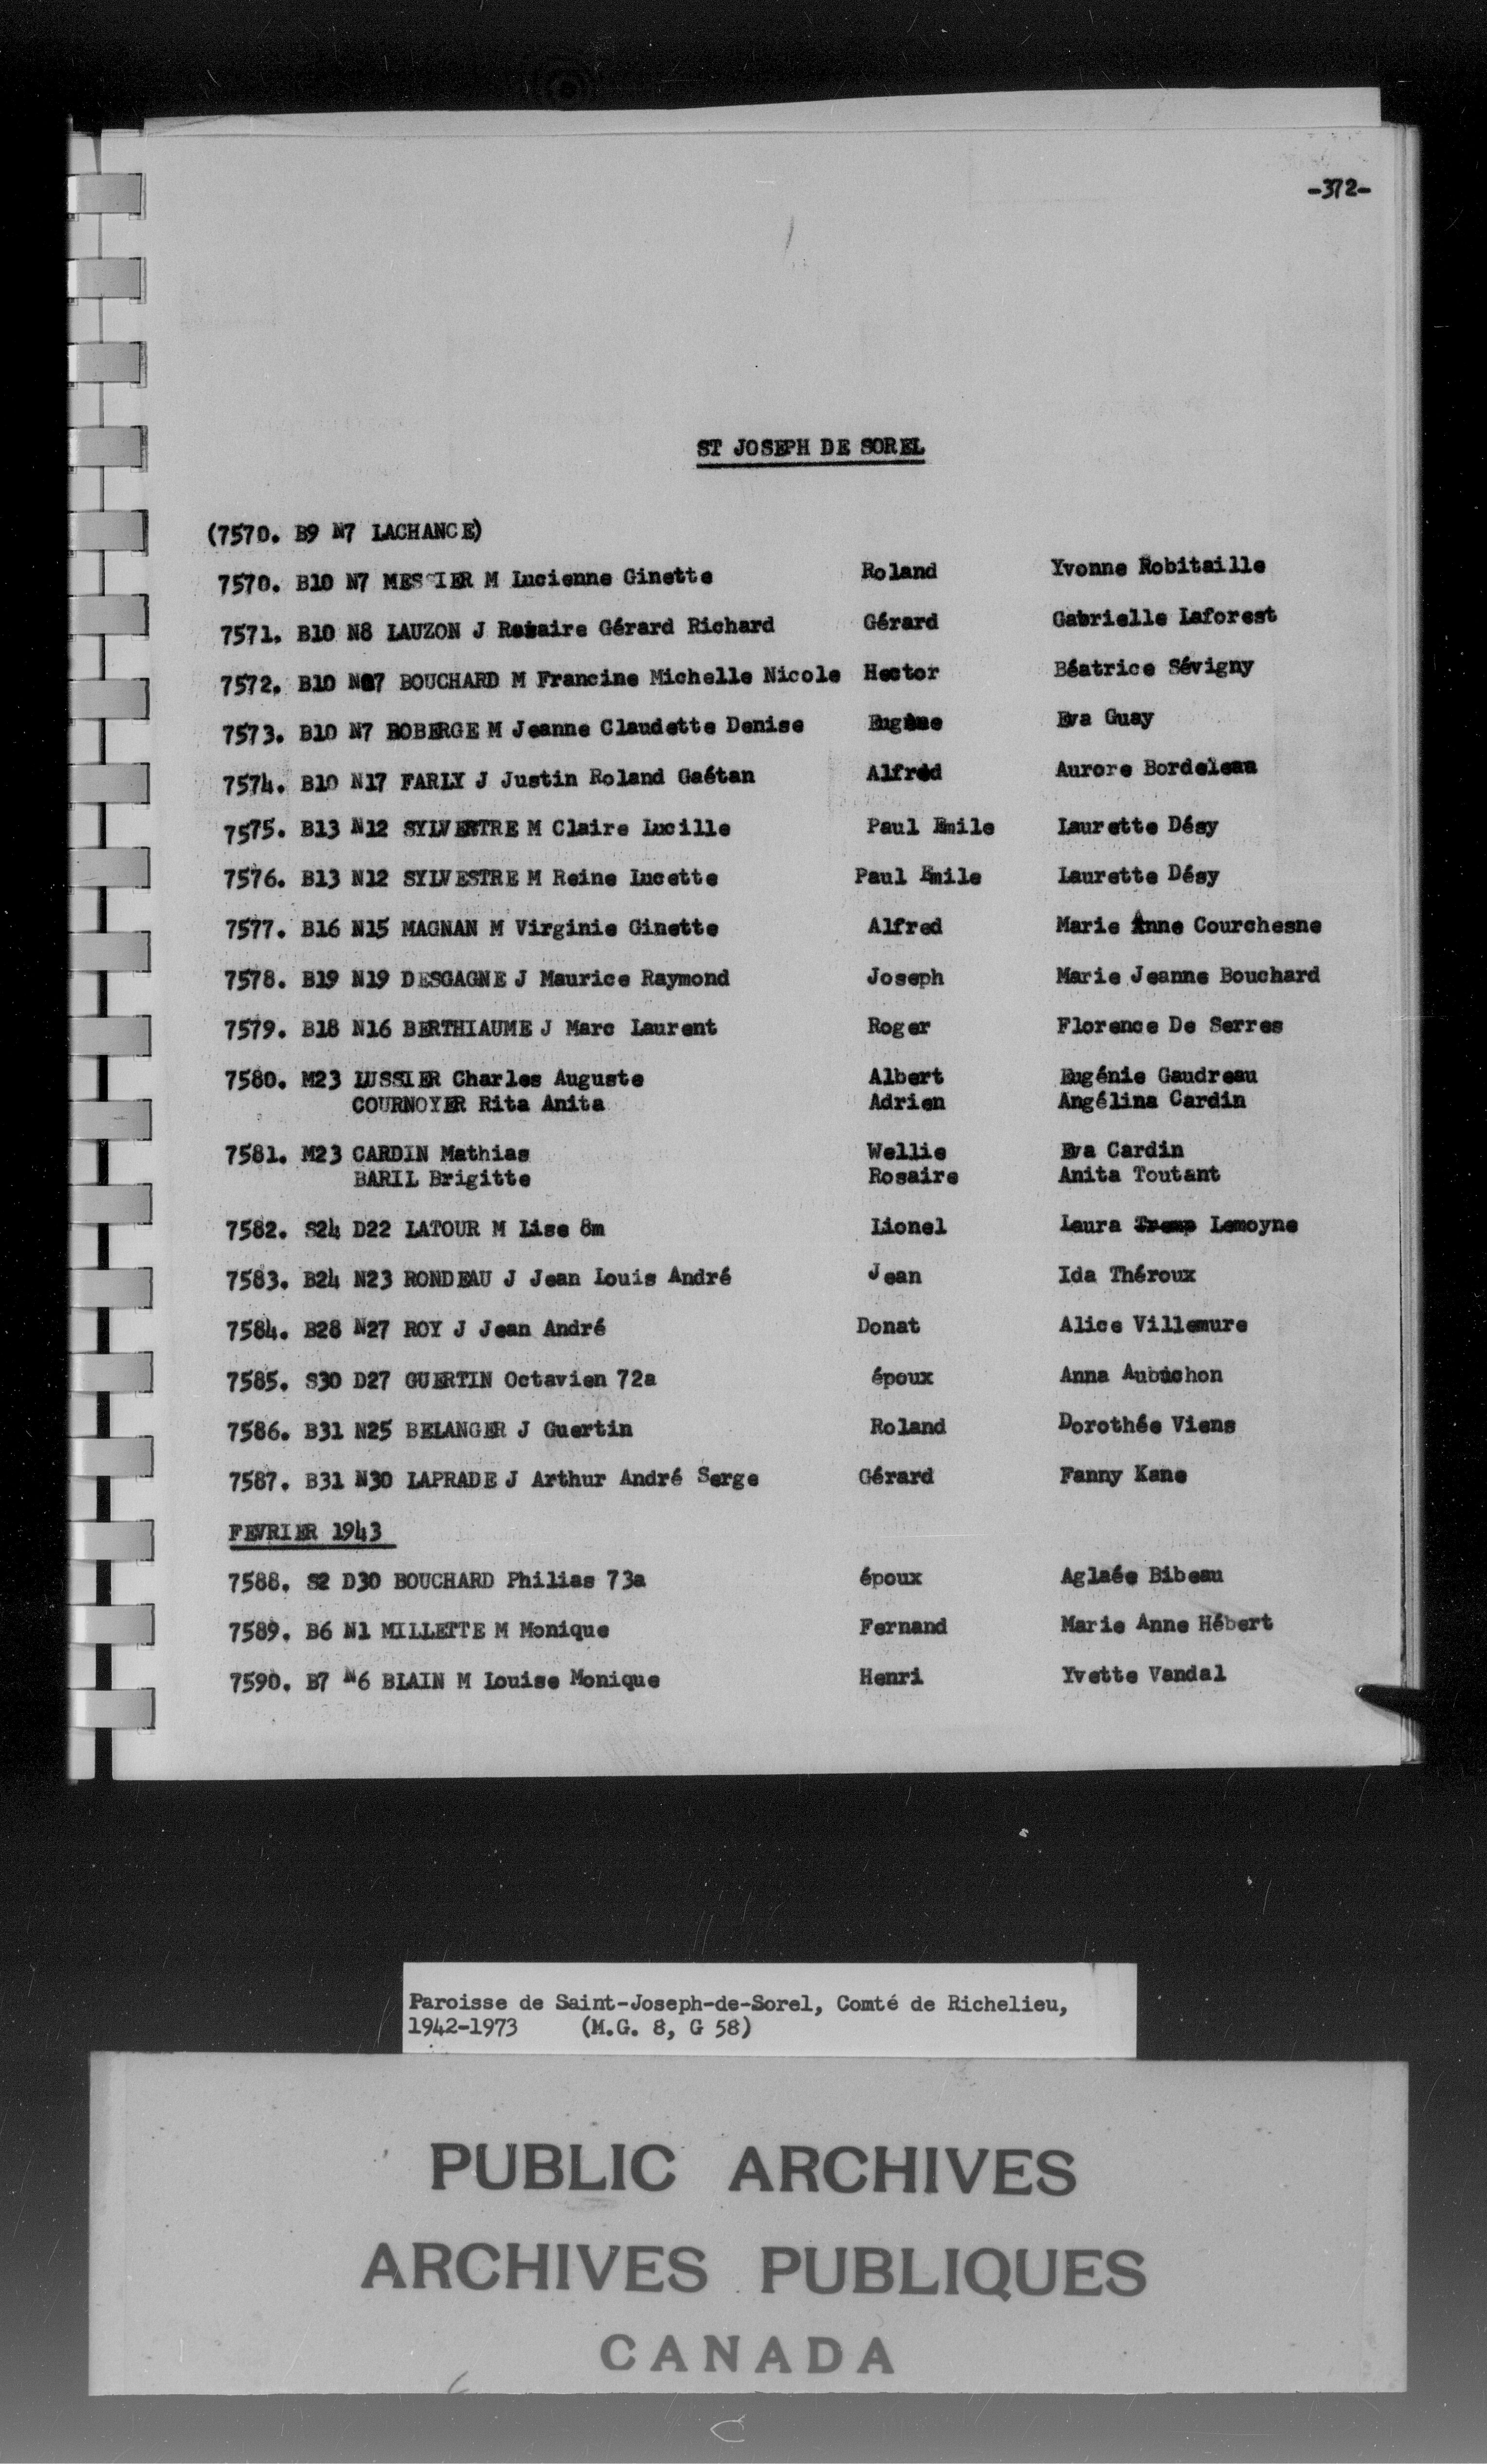 -372-
ST JOSEPH DE SOREL
(7570. B9 N7 LACHANCE)
7570. B10 N7 MESSIER M Lucienne Ginette Roland Yvonne Robitaille
7571. B10 N8 LAUZON J Rosaire Gérard Richard Gérard Gabrielle Laforest
7572. B10 N7 BOUCHARD M Francine Michelle Nicole Hector Béatrice Sévigny
7573. B10 N7 ROBERGE M Jeanne Claudette Denise Eugène Eva Guay
7574. B10 N17 FARLY J Justin Roland Gaétan Alfred Aurore Bordeleau
7575. B13 N12 SYLVESTRE M Claire Lucille Paul Emile Laurette Désy
7576. B13 N12 SYLVESTRE M Reine Lucette Paul Emile Laurette Désy
7577. B16 N15 MAGNAN M Virginie Ginette Alfred Marie Anne Courchesne
7578. B19 N19 DESGAGNE J Maurice Raymond Joseph Marie Jeanne Bouchard
7579. B18 N16 BERTHIAUME J Marc Laurent Roger Florence De Serres
7580. M23 LUSSIER Charles Auguste Albert Eugénie Gaudreau
COURNOYER Rita Anita Adrien Angélina Cardin
7581. M23 CARDIN Mathias Wellie Eva Cardin
BARIL Brigitte Rosaire Anita Toutant
7582. S24 D22 LATOUR M Lise 8m Lionel Laura Lemoyne
7583. B24 N23 RONDEAU J Jean Louis André Jean Ida Théroux
7584. B28 N27 ROY J Jean André Donat Alice Villemure
7585. S30 D27 GUERTIN Octavien 72a époux Anna Aubuchon
7586. B31 N25 BELANGER J Guertin Roland Dorothée Viens
7587. B31 N30 LAPRADE J Arthur André Serge Gérard Fanny Kane
FEVRIER 1943
7588. S2 D30 BOUCHARD Philias 73a époux Aglaée Bibeau
7589. B6 N1 MILLETTE M Monique Fernand Marie Anne Hébert
7590. B7 N6 BLAIN M Louise Monique Henri Yvette Vandal
Paroisse de Saint-Joseph-de-Sorel, Comté de Richelieu,
1942-1973 (M.G. 8, G 58)
PUBLIC ARCHIVES
ARCHIVES PUBLIQUES
CANADA